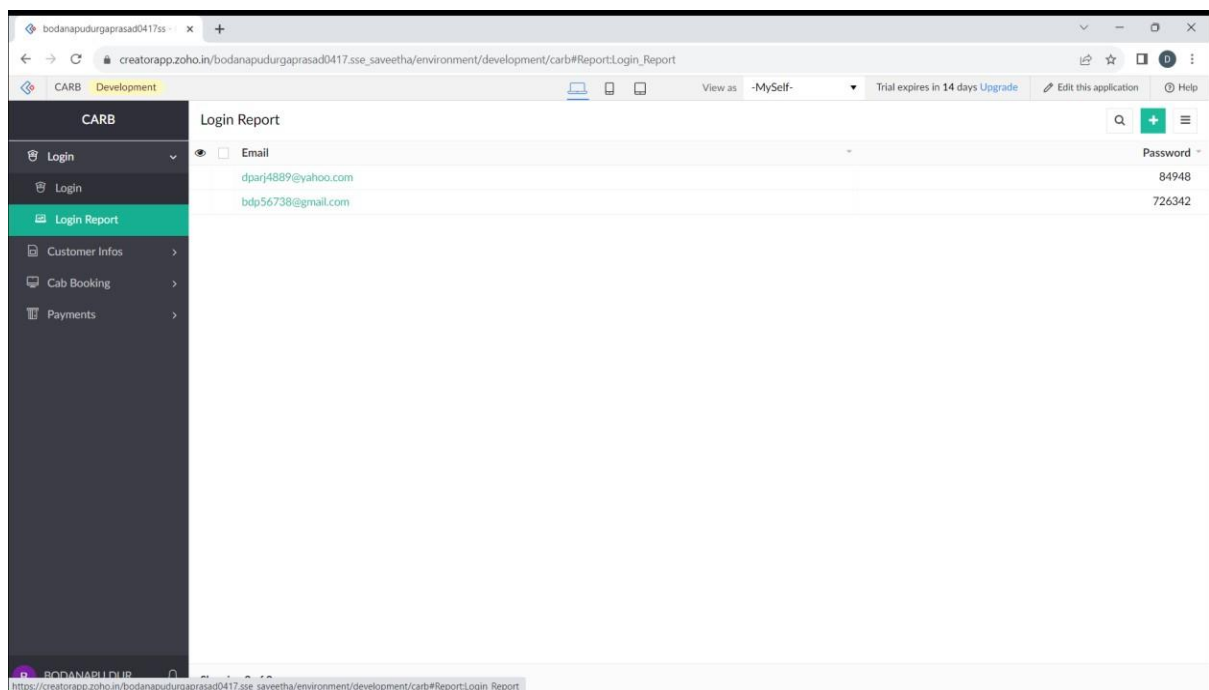 bodanapudurgaprasad0417ss -
creatorapp.zoho.in/bodanapudurgaprasad0417.sse_saveetha/environment/development/carb#Report:Login_Report
D
CARB Development View as -MySelf- Trial expires in 14 days Upgrade Edit this application Help
CARB Login Report
Login Email Password
Login dparj4889@yahoo.com 84948
Login Report bdp56738@gmail.com 726342
Customer Infos
Cab Booking
Payments
BODANAPU DUR
https://creatorapp.zoho.in/bodanapudurgaprasad0417.sse_saveetha/environment/development/carb#Report:Login_Report